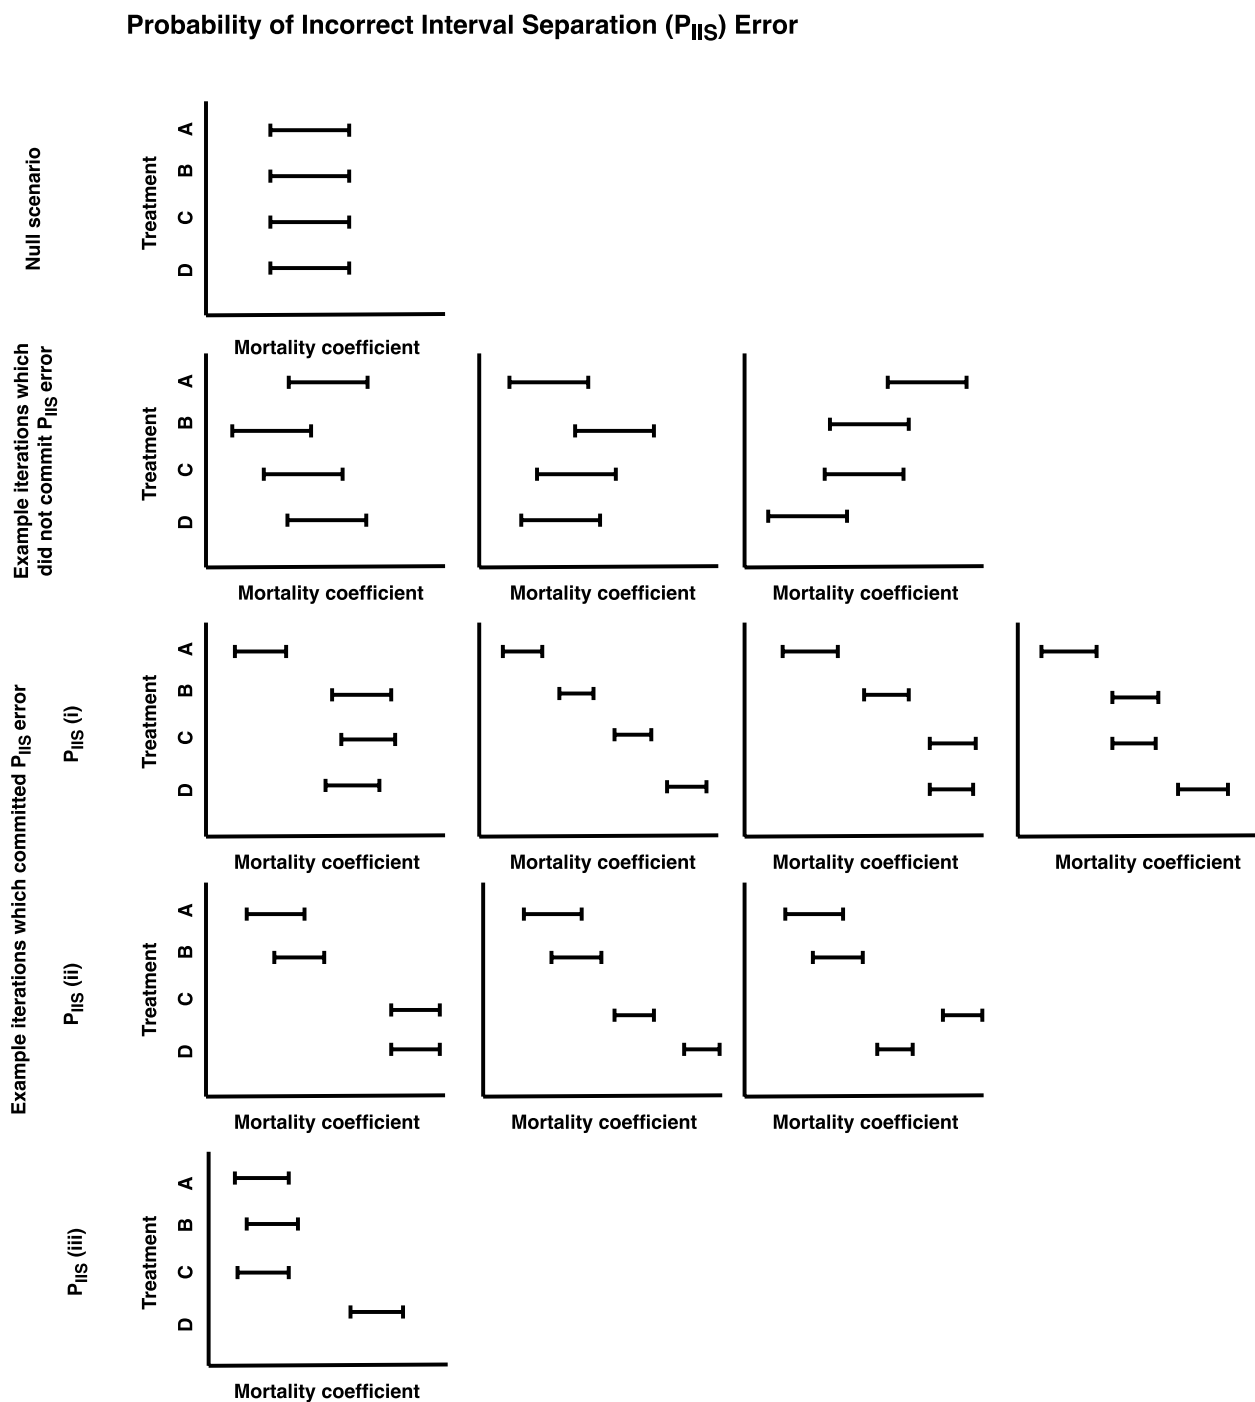 Probability of Incorrect Interval Separation (PIIS) Error
Null scenario
Treatment
A
B
C
D
Mortality coefficient
Example iterations which
did not commit PIIS error
Treatment
A
B
C
D
Mortality coefficient
Mortality coefficient
Mortality coefficient
Example iterations which committed PIIS error
PIIS (i)
Treatment
A
B
C
D
Mortality coefficient
Mortality coefficient
Mortality coefficient
Mortality coefficient
PIIS (ii)
Treatment
A
B
C
D
Mortality coefficient
Mortality coefficient
Mortality coefficient
PIIS (iii)
Treatment
A
B
C
D
Mortality coefficient